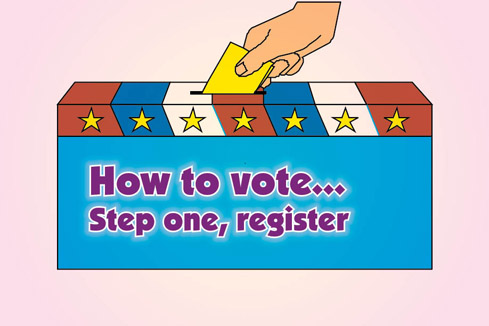 How to vote...
Step one, register